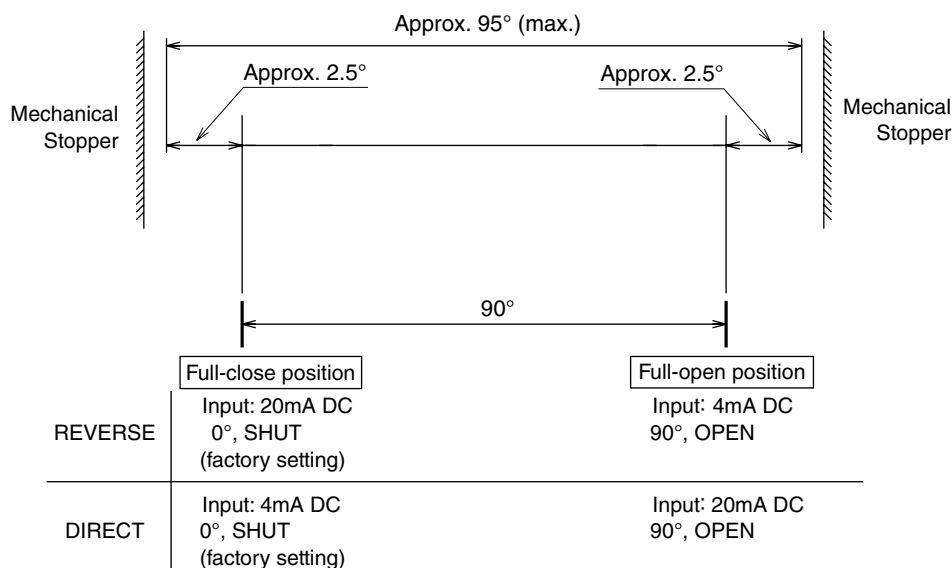 Approx. 95° (max.)
Approx. 2.5°
Approx. 2.5°
Mechanical
Stopper
Mechanical
Stopper
90°
Full-close position
Full-open position
REVERSE
Input: 20mA DC
0°, SHUT
(factory setting)
Input: 4mA DC
90°, OPEN
DIRECT
Input: 4mA DC
0°, SHUT
(factory setting)
Input: 20mA DC
90°, OPEN